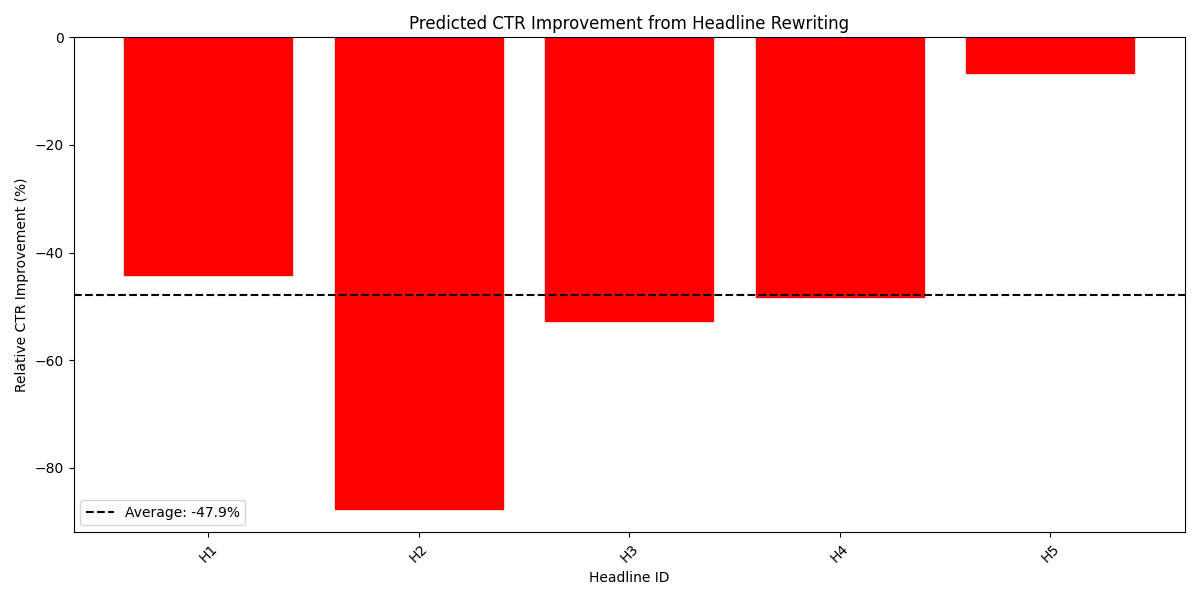 Predicted CTR Improvement from Headline Rewriting
Relative CTR Improvement (%)
0
−20
−40
−60
−80
Average: -47.9%
H1
H2
H3
H4
H5
Headline ID